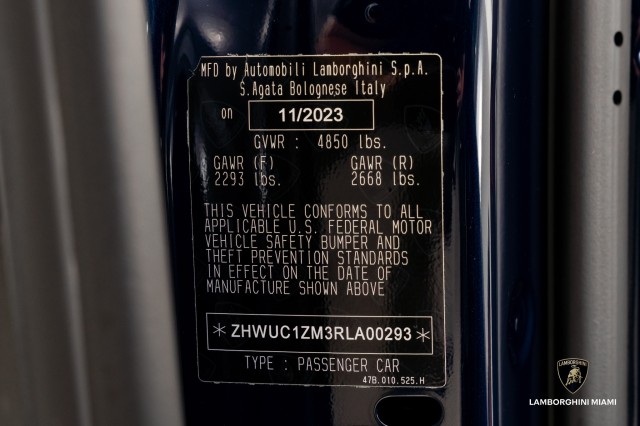 MFD by Automobili Lamborghini S.p.A.
S.Agata Bolognese Italy
on 11/2023
GVWR : 4850 lbs.
GAWR (F) GAWR (R)
2293 lbs. 2668 lbs.
THIS VEHICLE CONFORMS TO ALL
APPLICABLE U.S. FEDERAL MOTOR
VEHICLE SAFETY BUMPER AND
THEFT PREVENTION STANDARDS
IN EFFECT ON THE DATE OF
MANUFACTURE SHOWN ABOVE
*ZHWUC1ZM3RLA00293*
TYPE : PASSENGER CAR
47B.010.525.H
LAMBORGHINI MIAMI